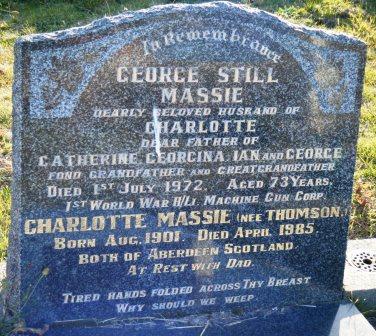 In Remembrance
GEORGE STILL
MASSIE
DEARLY BELOVED HUSBAND OF
CHARLOTTE
DEAR FATHER OF
CATHERINE, GEORGINA, IAN AND GEORGE
FOND GRANDFATHER AND GREATGRANDFATHER
DIED 1ST JULY 1972. AGED 73 YEARS.
1ST WORLD WAR H/LI. MACHINE GUN CORP.
CHARLOTTE MASSIE (NEE THOMSON.)
BORN AUG. 1901. DIED APRIL 1985.
BOTH OF ABERDEEN SCOTLAND
AT REST WITH DAD.
TIRED HANDS FOLDED ACROSS THY BREAST
WHY SHOULD WE WEEP.